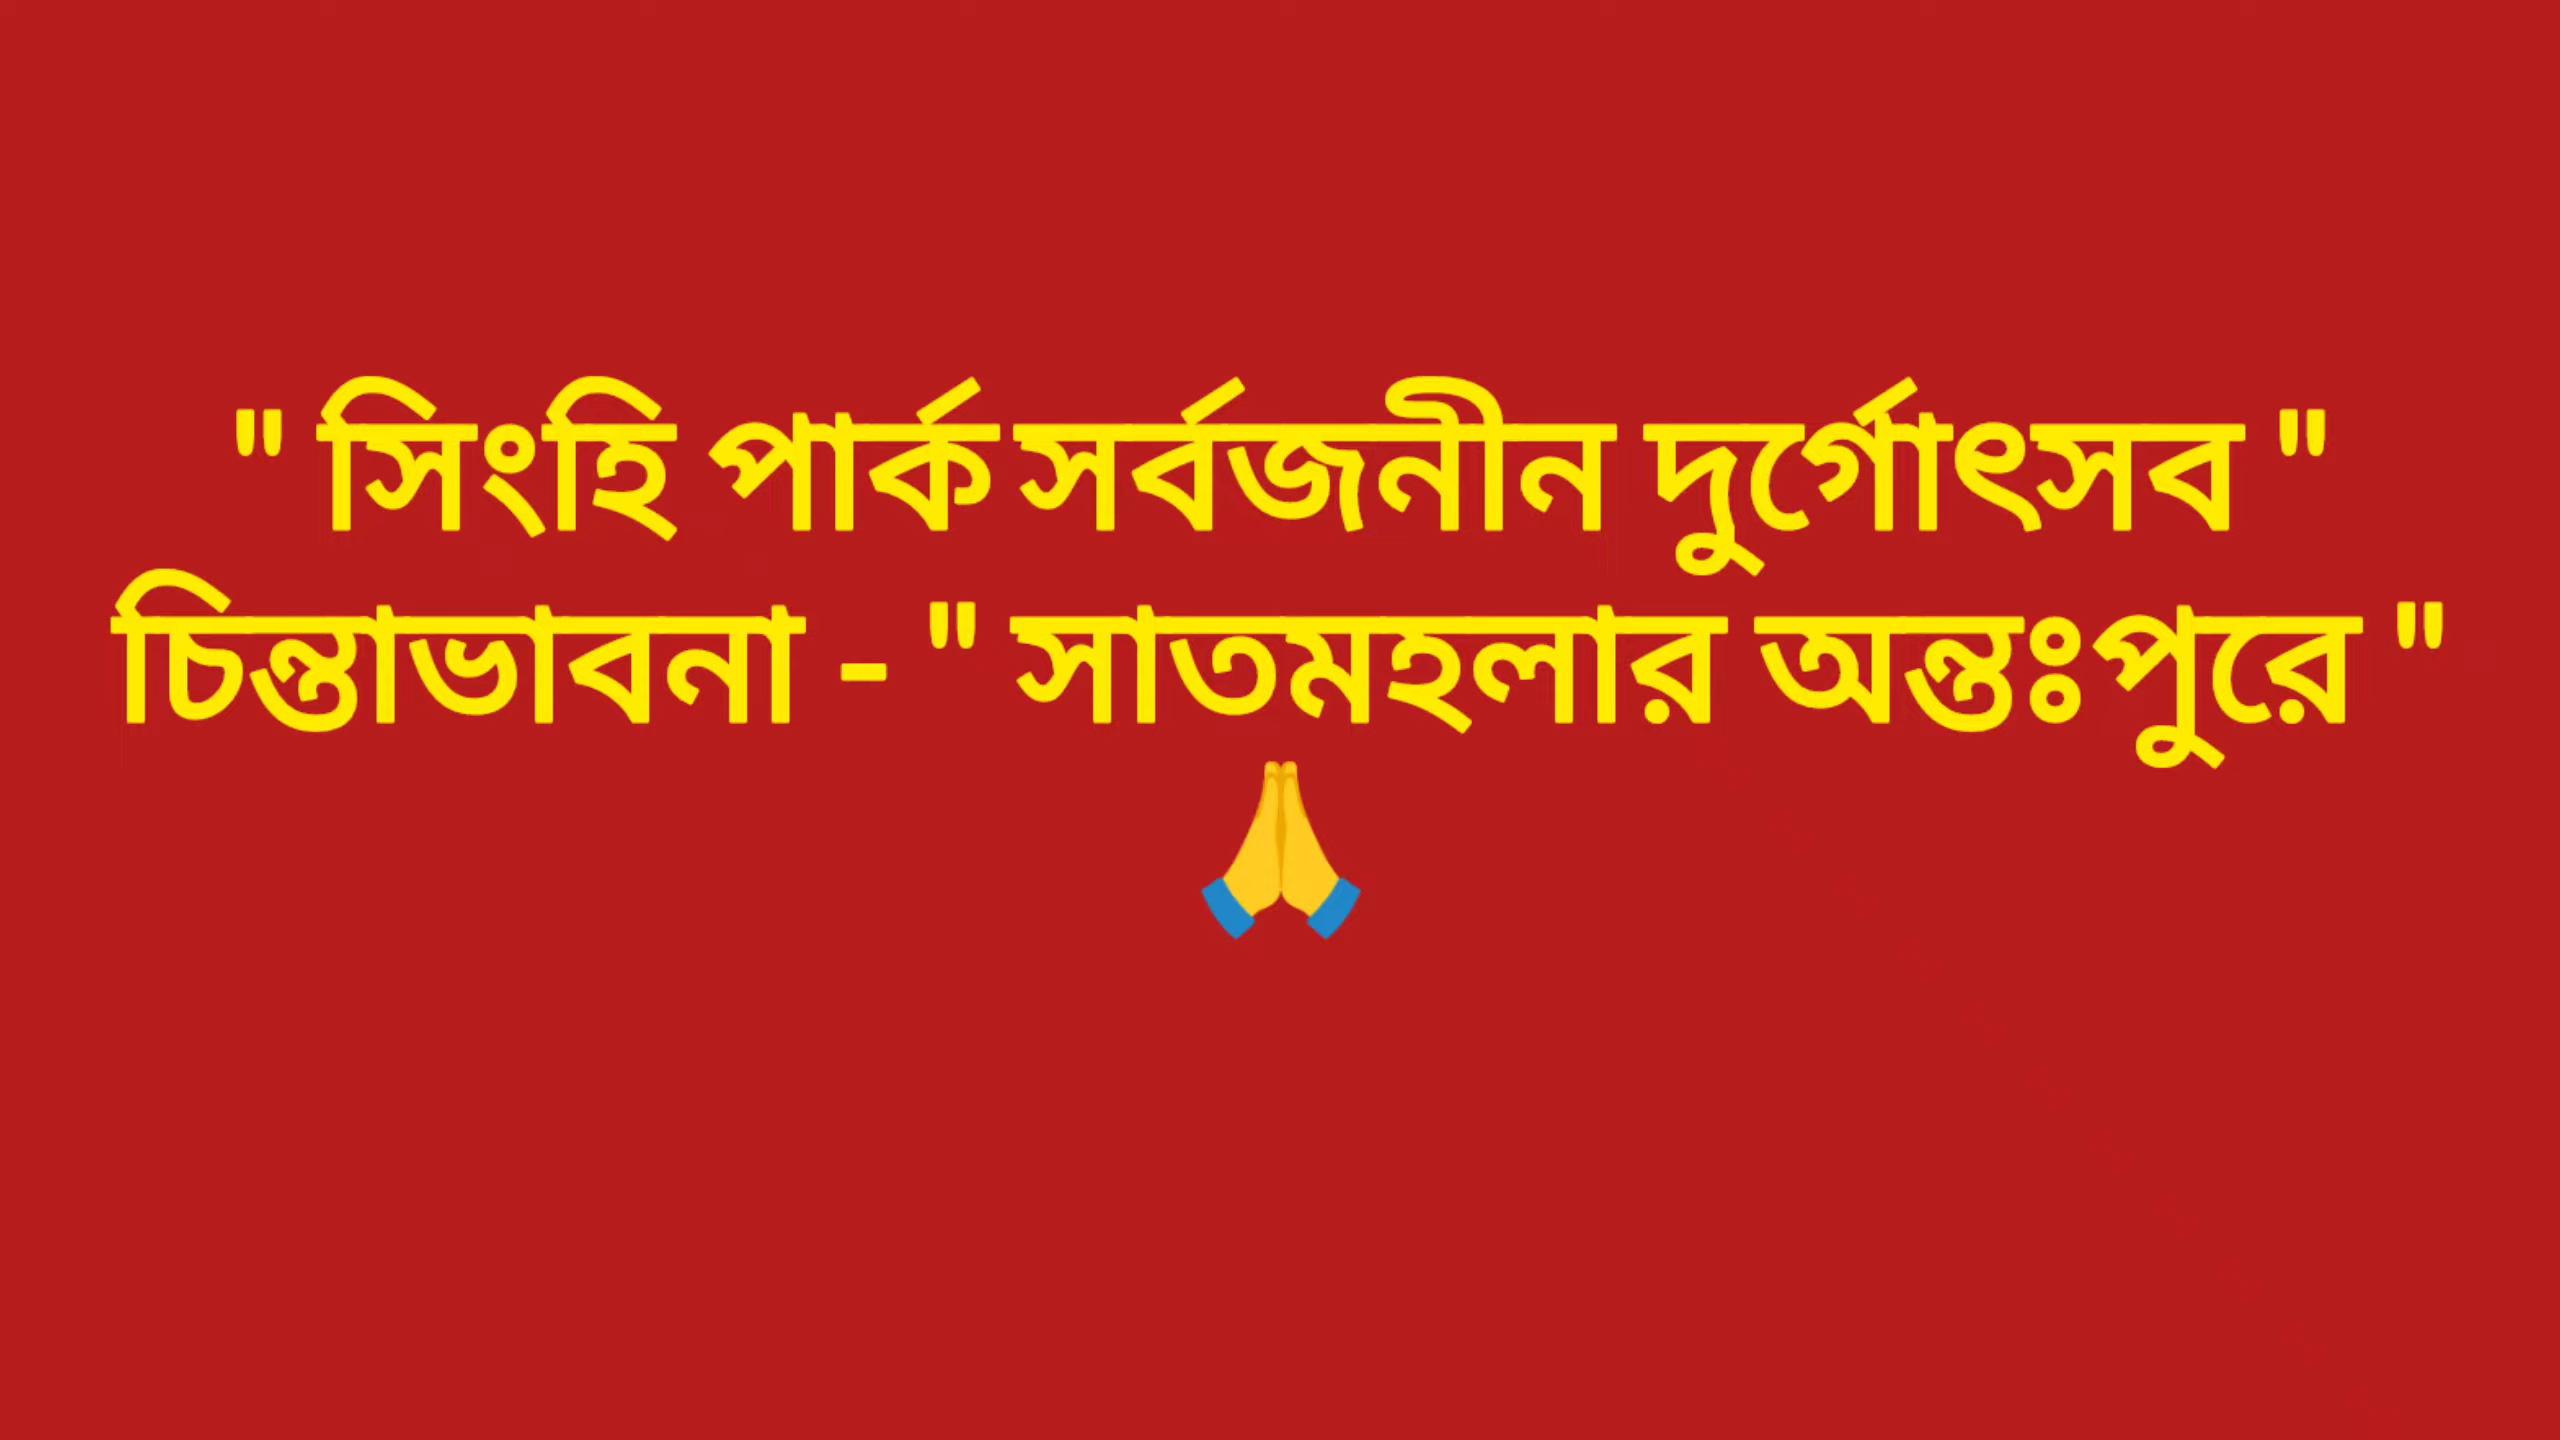 " সিংহি পার্ক সর্বজনীন দুর্গোৎসব "
চিন্তাভাবনা - " সাতমহলার অন্তঃপুরে "
🙏